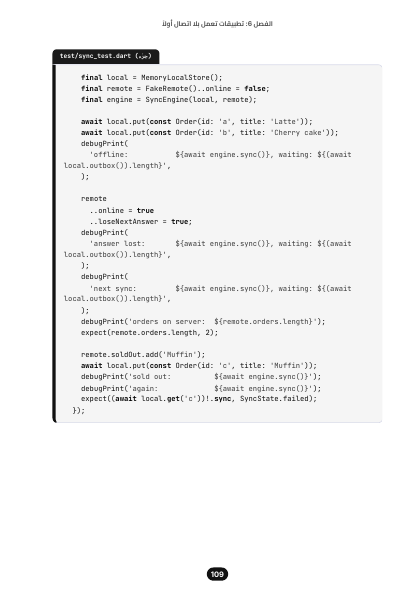 الفصل 6: تطبيقات تعمل بلا اتصال أولاً
test/sync_test.dart (جزء)
final local = MemoryLocalStore();
final remote = FakeRemote()..online = false;
final engine = SyncEngine(local, remote);
await local.put(const Order(id: 'a', title: 'Latte'));
await local.put(const Order(id: 'b', title: 'Cherry cake'));
debugPrint(
'offline:           ${await engine.sync()}, waiting: ${(await
local.outbox()).length}',
);
remote
..online = true
..loseNextAnswer = true;
debugPrint(
'answer lost:       ${await engine.sync()}, waiting: ${(await
local.outbox()).length}',
);
debugPrint(
'next sync:         ${await engine.sync()}, waiting: ${(await
local.outbox()).length}',
);
debugPrint('orders on server:  ${remote.orders.length}');
expect(remote.orders.length, 2);
remote.soldOut.add('Muffin');
await local.put(const Order(id: 'c', title: 'Muffin'));
debugPrint('sold out:          ${await engine.sync()}');
debugPrint('again:             ${await engine.sync()}');
expect((await local.get('c'))!.sync, SyncState.failed);
});
109